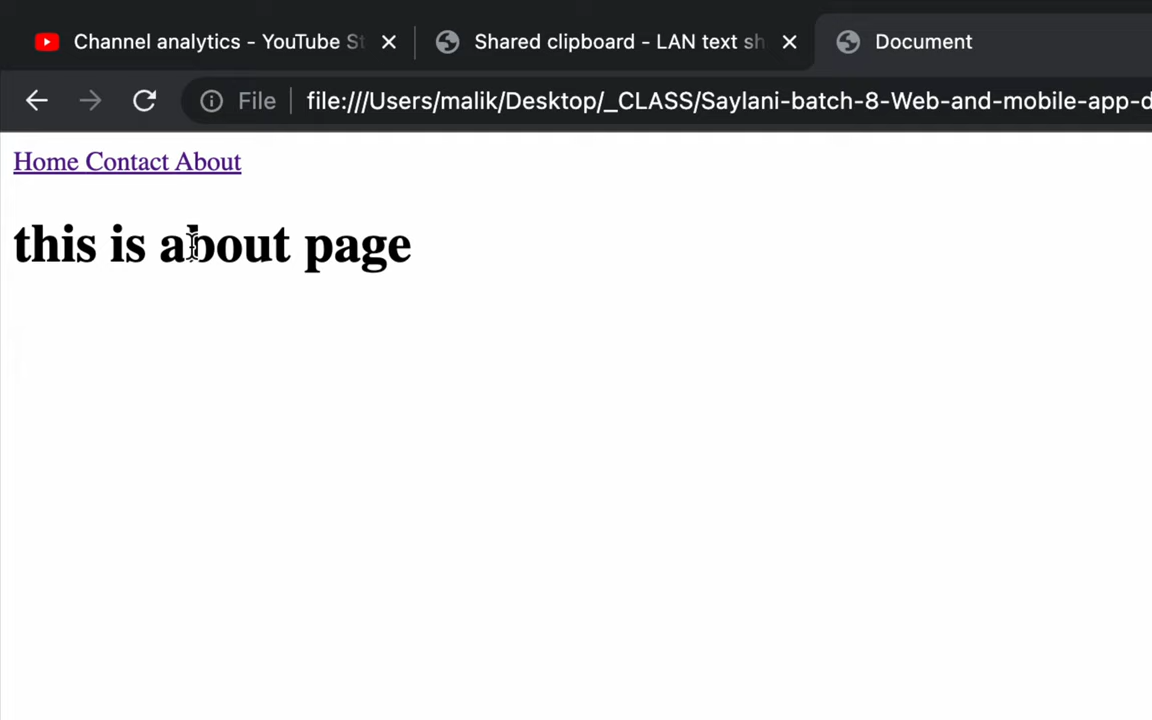 Channel analytics - YouTube St
Shared clipboard - LAN text sh
Document
File
file:///Users/malik/Desktop/_CLASS/Saylani-batch-8-Web-and-mobile-app-d
Home Contact About
this is about page